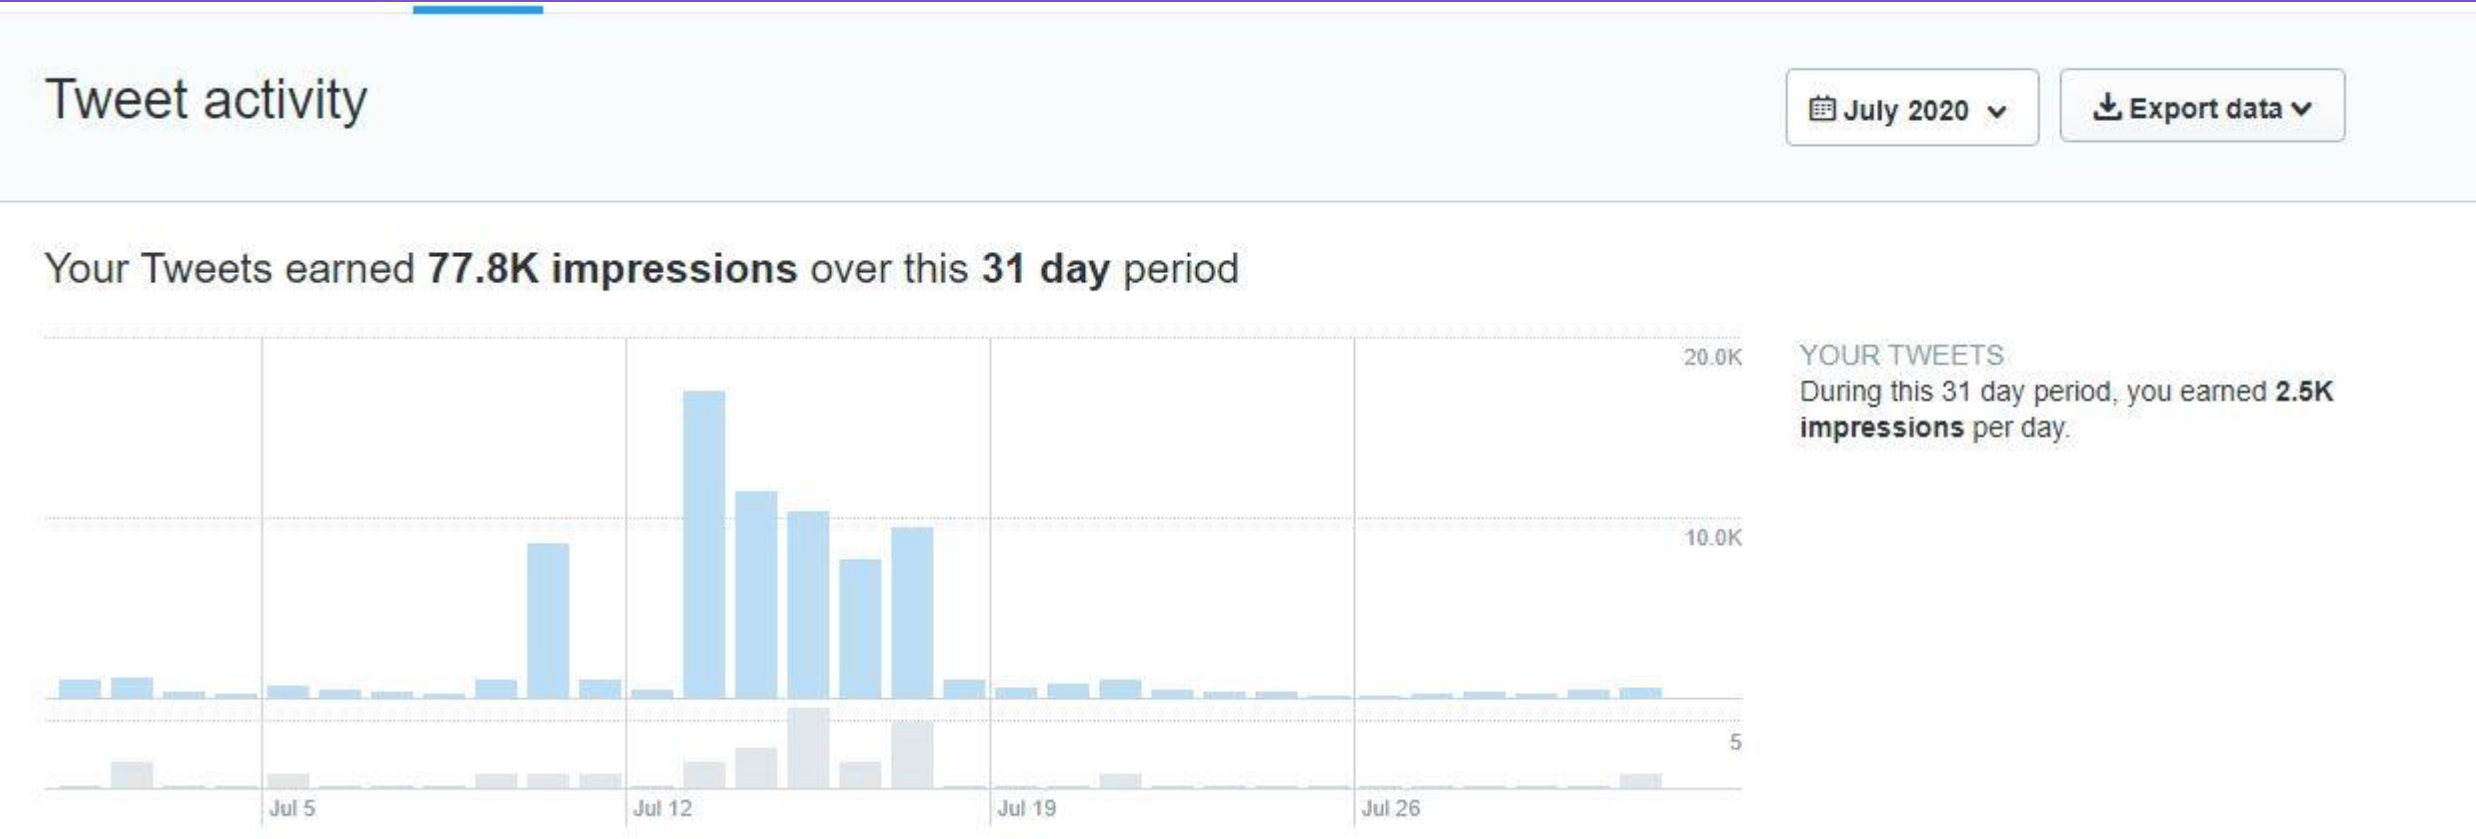 Tweet activity
July 2020
Export data
Your Tweets earned 77.8K impressions over this 31 day period
20.0K
10.0K
5
Jul 5
Jul 12
Jul 19
Jul 26
YOUR TWEETS
During this 31 day period, you earned 2.5K
impressions per day.